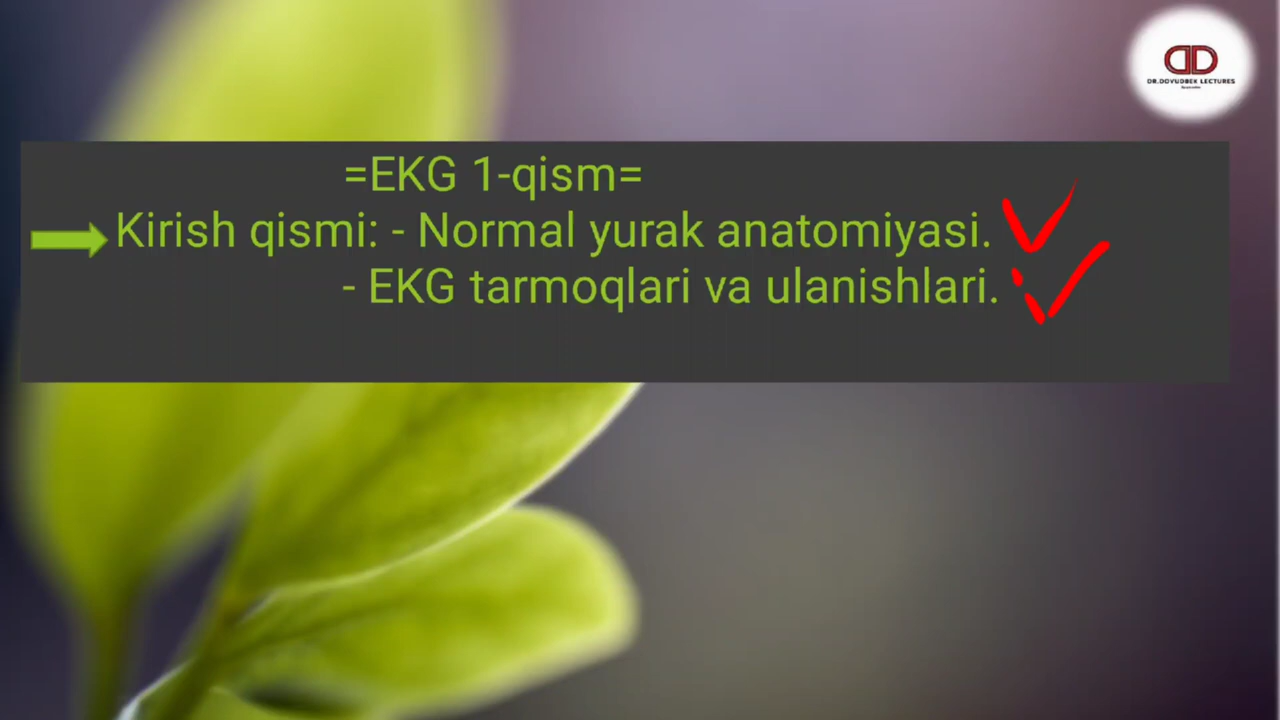 DR.DOVUDBEK LECTURES
=EKG 1-qism=
Kirish qismi: - Normal yurak anatomiyasi.
- EKG tarmoqlari va ulanishlari.